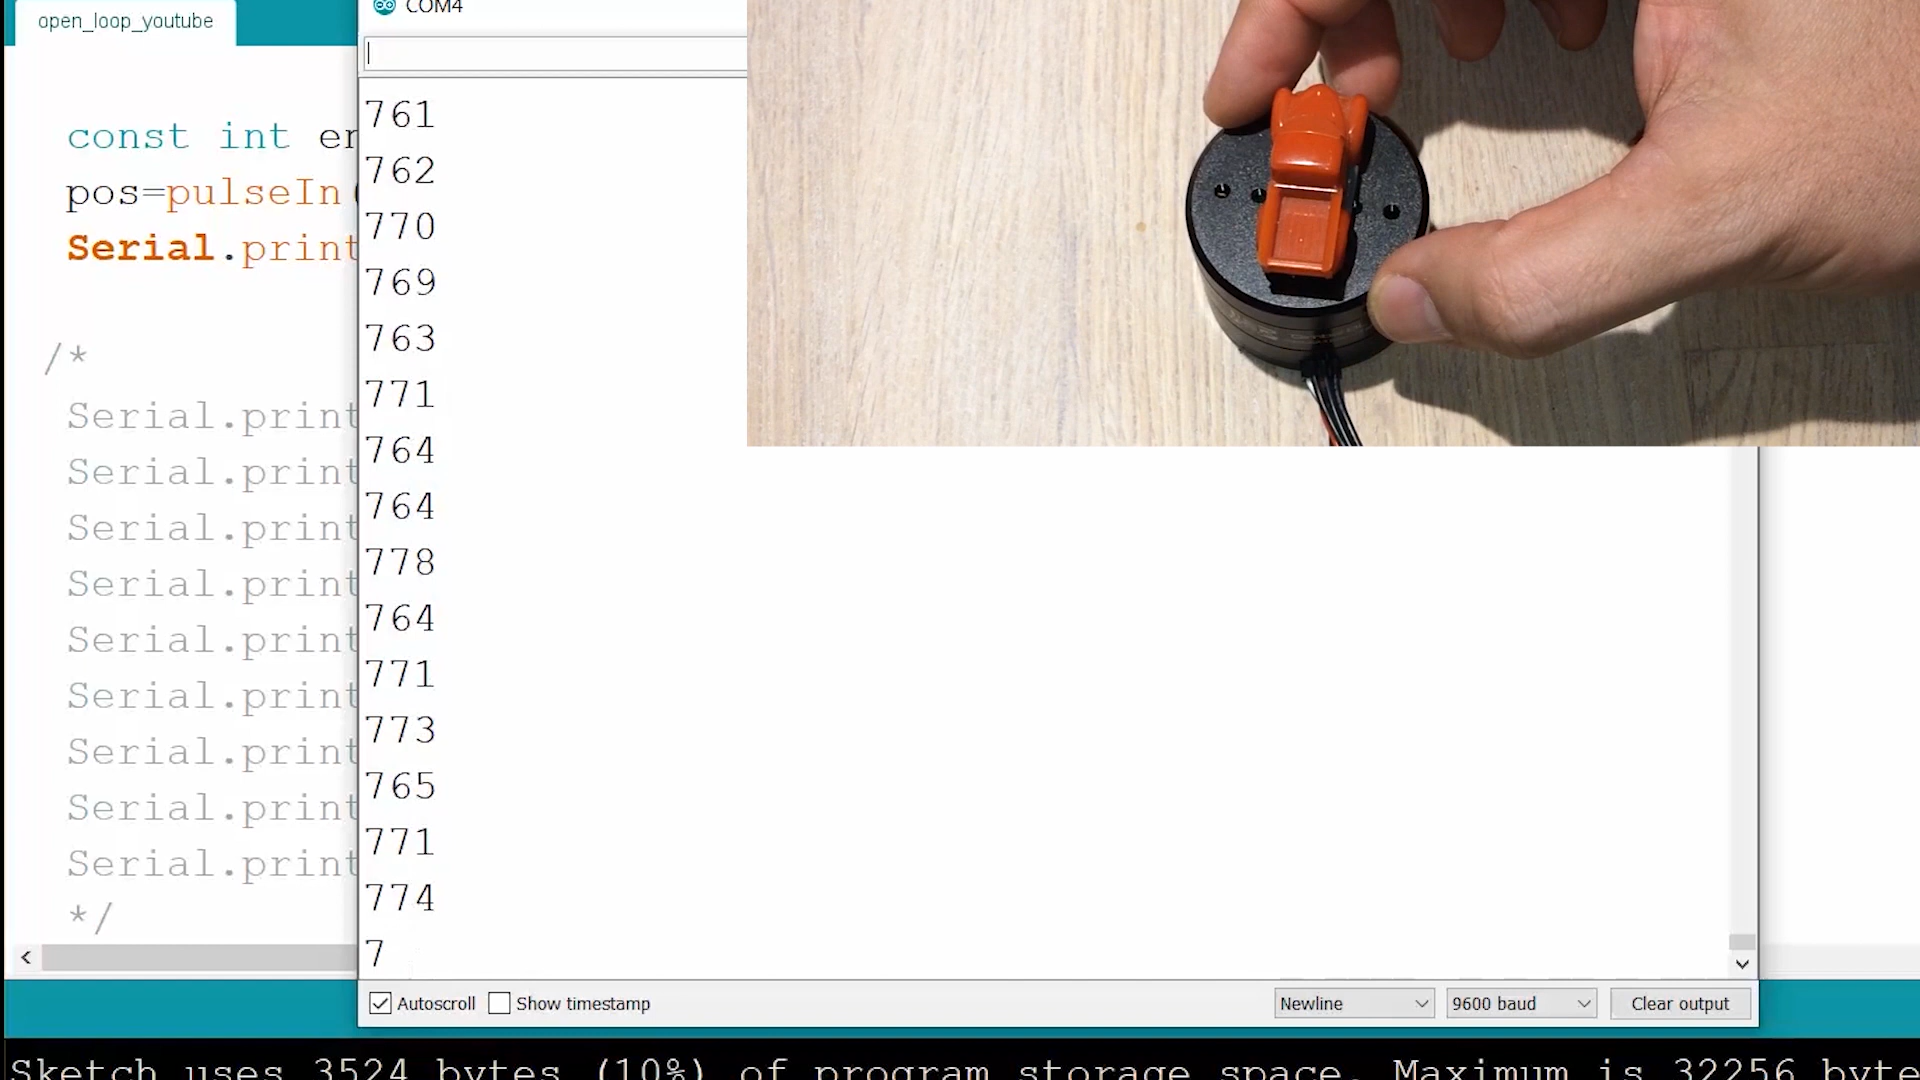 open_loop_youtube
COM4
const int er
pos=pulseIn(
Serial.print
/*
Serial.print
Serial.print
Serial.print
Serial.print
Serial.print
Serial.print
Serial.print
Serial.print
Serial.print
*/
761
762
770
769
763
771
764
764
778
764
771
773
765
771
774
7
Autoscroll
Show timestamp
Newline
9600 baud
Clear output
Sketch uses 3524 bytes (10%) of program storage space. Maximum is 32256 byte